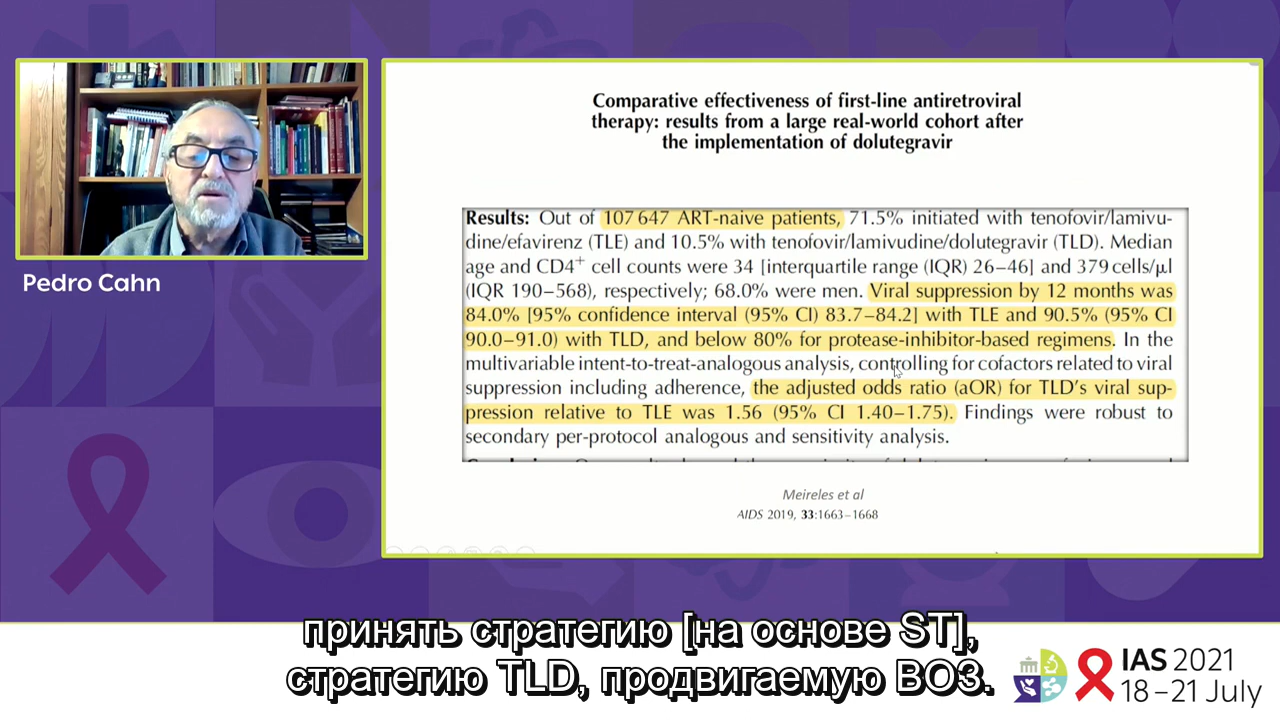 Comparative effectiveness of first-line antiretroviral
therapy: results from a large real-world cohort after
the implementation of dolutegravir
Results: Out of 107 647 ART-naive patients, 71.5% initiated with tenofovir/lamivu-
dine/efavirenz (TLE) and 10.5% with tenofovir/lamivudine/dolutegravir (TLD). Median
age and CD4+ cell counts were 34 [interquartile range (IQR) 26–46] and 379 cells/μl
(IQR 190–568), respectively; 68.0% were men. Viral suppression by 12 months was
84.0% [95% confidence interval (95% CI) 83.7–84.2] with TLE and 90.5% (95% CI
90.0–91.0) with TLD, and below 80% for protease-inhibitor-based regimens. In the
multivariable intent-to-treat-analogous analysis, controlling for cofactors related to viral
suppression including adherence, the adjusted odds ratio (aOR) for TLD's viral sup-
pression relative to TLE was 1.56 (95% CI 1.40–1.75). Findings were robust to
secondary per-protocol analogous and sensitivity analysis.
Meireles et al
AIDS 2019, 33:1663–1668
Pedro Cahn
принять стратегию [на основе ST],
стратегию TLD, продвигаемую ВОЗ.
IAS 2021
18–21 July